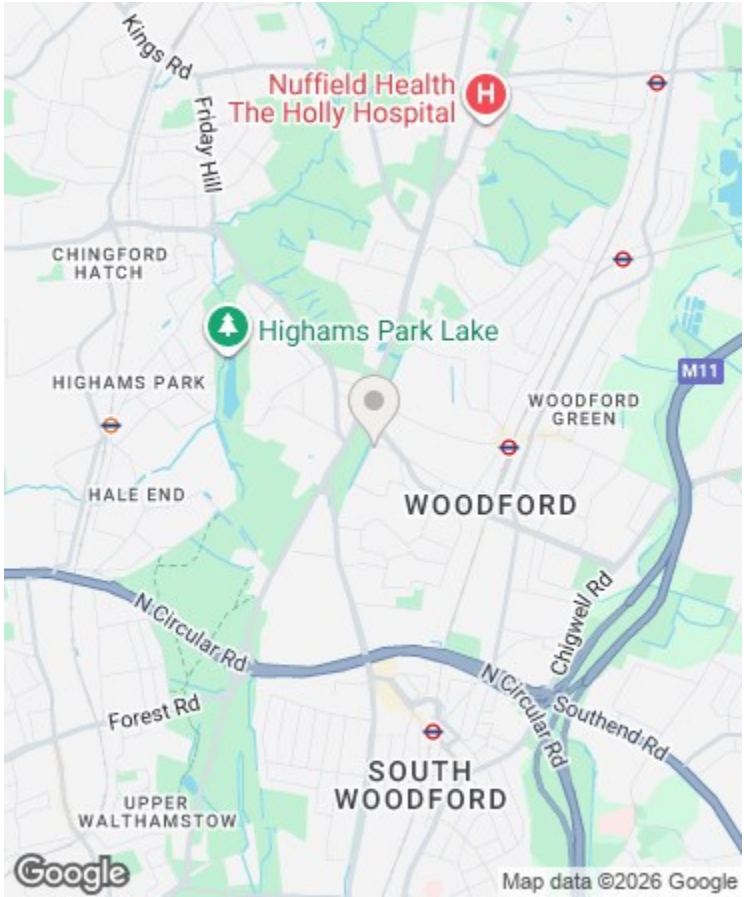 Kings Rd
Friday Hill
Nuffield Health
The Holly Hospital
H
CHINGFORD
HATCH
Highams Park Lake
M11
HIGHAMS PARK
WOODFORD
GREEN
HALE END
WOODFORD
N Circular Rd
Chigwell Rd
N Circular Rd
Southend Rd
Forest Rd
SOUTH
WOODFORD
UPPER
WALTHAMSTOW
Google
Map data ©2026 Google